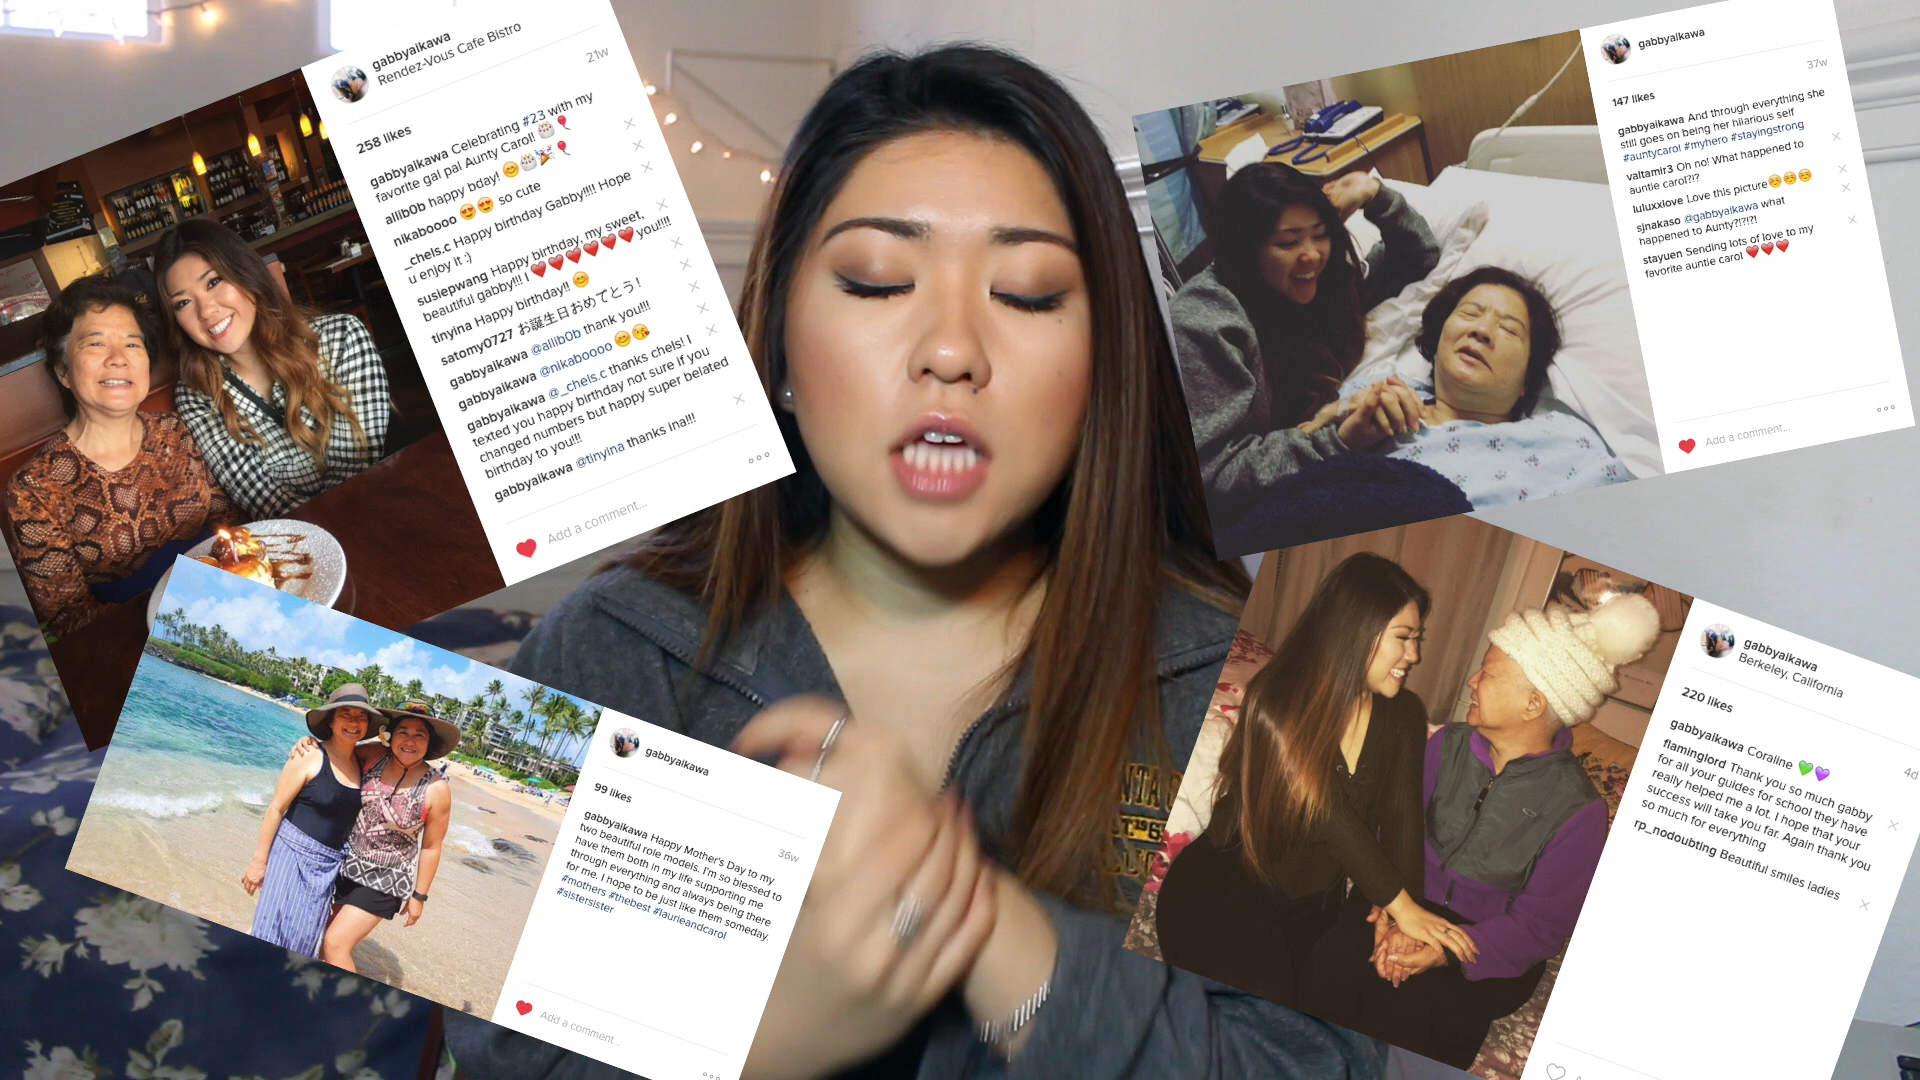 gabbyaikawa
Rendez-Vous Cafe Bistro
21w
258 likes
gabbyaikawa Celebrating #23 with my
favorite gal pal Aunty Carol! 🎂🎈
allib0b happy bday! 😊🎂🎉🎈
nikaboooo 😍😍 so cute
_chels.c Happy birthday Gabby!!!! Hope
u enjoy it :)
susiepwang Happy birthday, my sweet,
beautiful gabby!!! I ❤️❤️❤️❤️❤️ you!!!!
tinyina Happy birthday!! 😊
satomy0727 お誕生日おめでとう!
gabbyaikawa @allib0b thank you!!!
gabbyaikawa @nikaboooo 😊😘
gabbyaikawa @_chels.c thanks chels! I
texted you happy birthday not sure if you
changed numbers but happy super belated
birthday to you!!!
gabbyaikawa @tinyina thanks ina!!!
Add a comment...
gabbyaikawa
37w
147 likes
gabbyaikawa And through everything she
still goes on being her hilarious self
#auntycarol #myhero #stayingstrong
valtamir3 Oh no! What happened to
auntie carol?!?
luluxxlove Love this picture☺️☺️☺️
sjnakaso @gabbyaikawa what
happened to Aunty?!?!?!
stayuen Sending lots of love to my
favorite auntie carol ❤️❤️❤️
Add a comment...
gabbyaikawa
99 likes
36w
gabbyaikawa Happy Mother's Day to my
two beautiful role models. I'm so blessed to
have them both in my life supporting me
through everything and always being there
for me. I hope to be just like them someday.
#mothers #thebest #laurieandcarol
#sistersister
Add a comment...
gabbyaikawa
Berkeley, California
220 likes
4d
gabbyaikawa Coraline 💚💜
flaminglord Thank you so much gabby
for all your guides for school they have
really helped me a lot. I hope that your
success will take you far. Again thank you
so much for everything
rp_nodoubting Beautiful smiles ladies